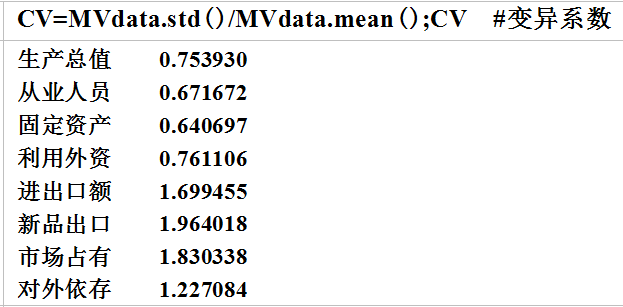 CV=MVdata.std()/MVdata.mean();CV #变异系数
生产总值 0.753930
从业人员 0.671672
固定资产 0.640697
利用外资 0.761106
进出口额 1.699455
新品出口 1.964018
市场占有 1.830338
对外依存 1.227084